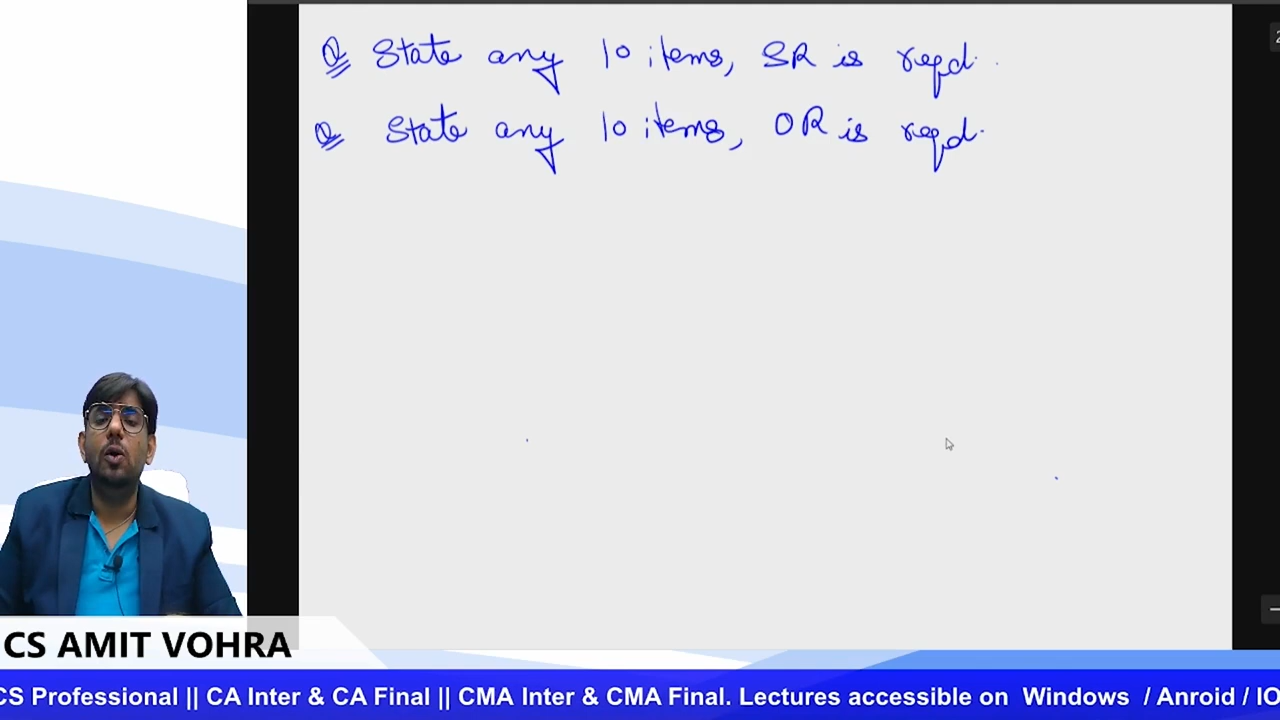 Q State any 10 items, SR is reqd.
Q State any 10 items, OR is reqd.
2
CS AMIT VOHRA
CS Professional || CA Inter & CA Final || CMA Inter & CMA Final. Lectures accessible on Windows / Anroid / IO